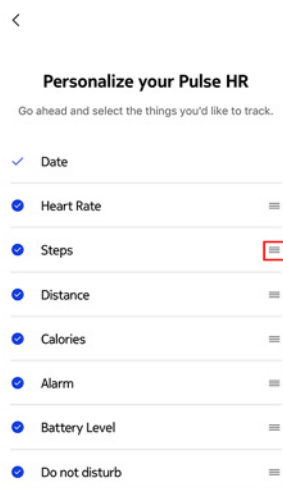 Personalize your Pulse HR
Go ahead and select the things you'd like to track.
Date
Heart Rate
Steps
Distance
Calories
Alarm
Battery Level
Do not disturb